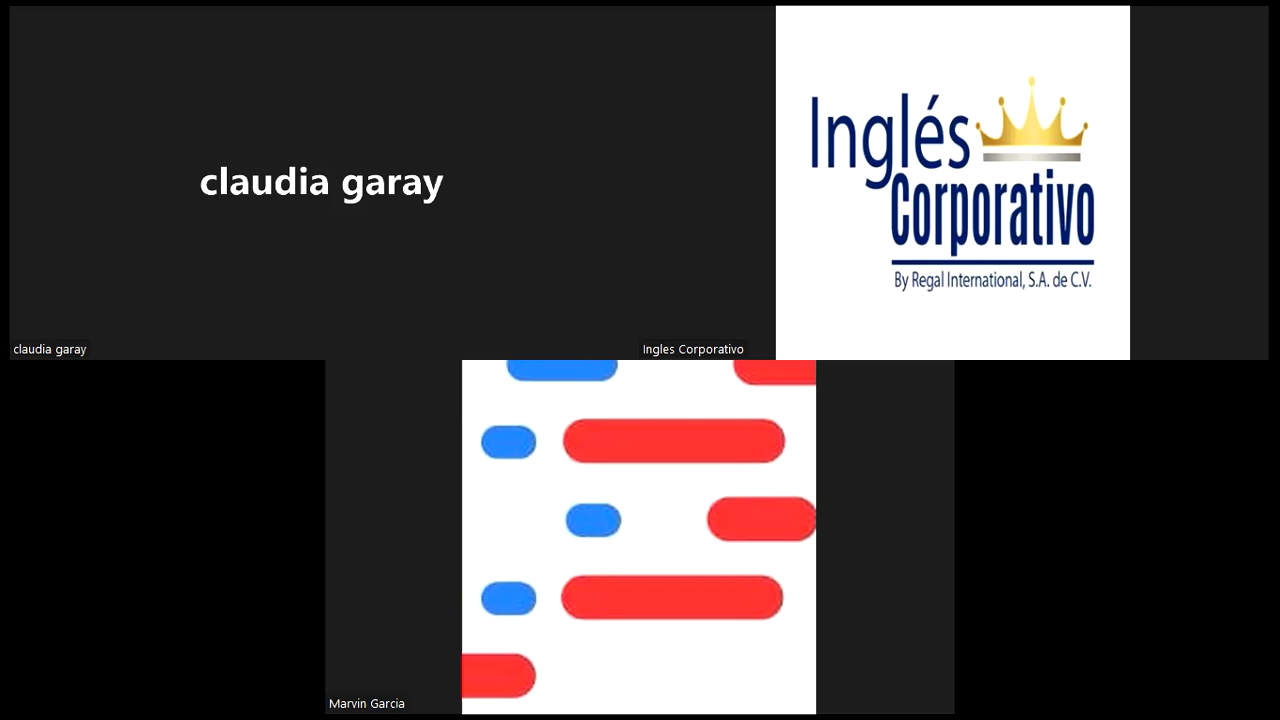 claudia garay
Inglés
Corporativo
By Regal International, S.A. de C.V.
claudia garay
Ingles Corporativo
Marvin Garcia